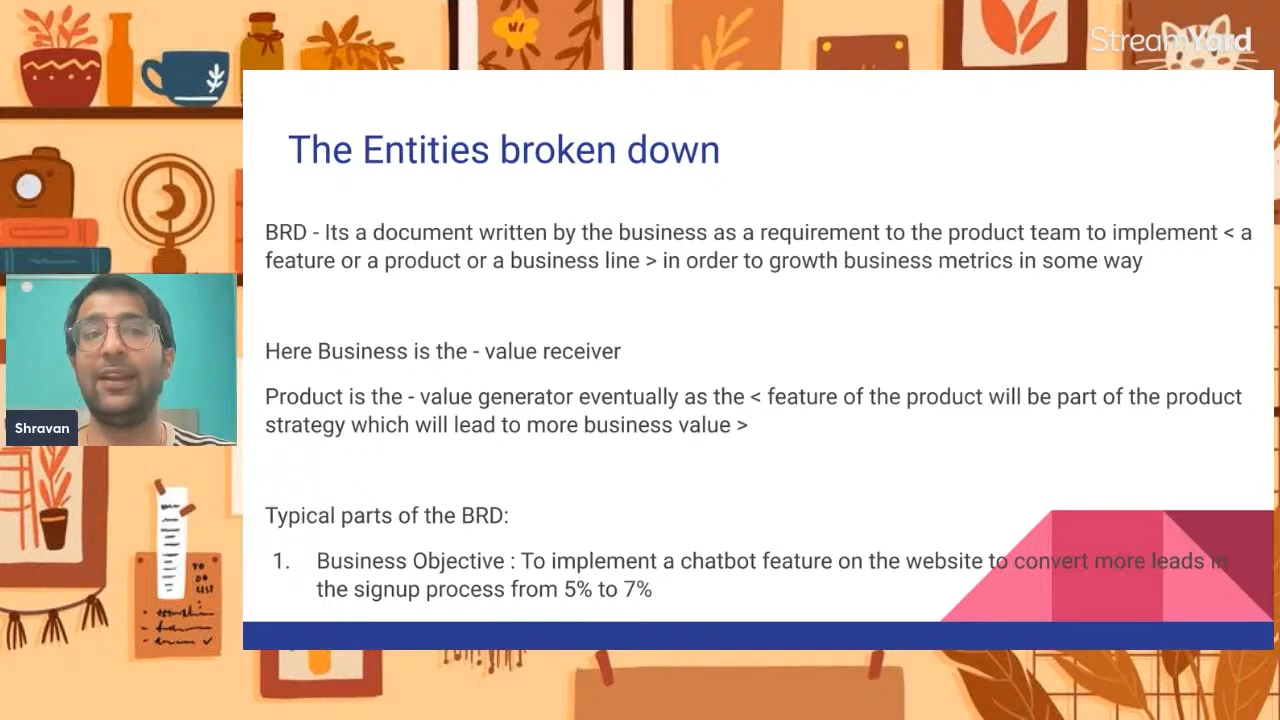 StreamYard
The Entities broken down
BRD - Its a document written by the business as a requirement to the product team to implement < a
feature or a product or a business line > in order to growth business metrics in some way
Here Business is the - value receiver
Product is the - value generator eventually as the < feature of the product will be part of the product
strategy which will lead to more business value >
Shravan
Typical parts of the BRD:
1. Business Objective : To implement a chatbot feature on the website to convert more leads in
the signup process from 5% to 7%
TO
DO
LIST